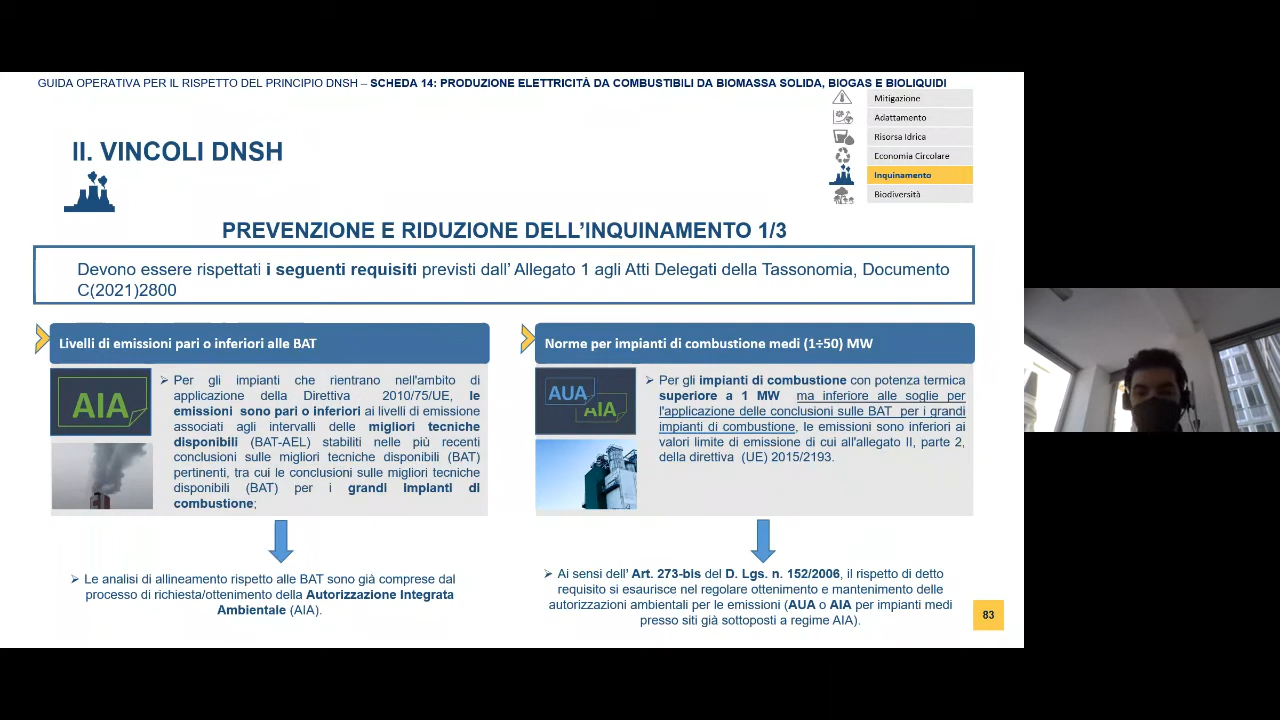 GUIDA OPERATIVA PER IL RISPETTO DEL PRINCIPIO DNSH – SCHEDA 14: PRODUZIONE ELETTRICITÀ DA COMBUSTIBILI DA BIOMASSA SOLIDA, BIOGAS E BIOLIQUIDI
Mitigazione
Adattamento
Risorsa Idrica
Economia Circolare
Inquinamento
Biodiversità
II. VINCOLI DNSH
PREVENZIONE E RIDUZIONE DELL'INQUINAMENTO 1/3
Devono essere rispettati i seguenti requisiti previsti dall' Allegato 1 agli Atti Delegati della Tassonomia, Documento
C(2021)2800
Livelli di emissioni pari o inferiori alle BAT
AIA
➢ Per gli impianti che rientrano nell'ambito di
applicazione della Direttiva 2010/75/UE, le
emissioni sono pari o inferiori ai livelli di emissione
associati agli intervalli delle migliori tecniche
disponibili (BAT-AEL) stabiliti nelle più recenti
conclusioni sulle migliori tecniche disponibili (BAT)
pertinenti, tra cui le conclusioni sulle migliori tecniche
disponibili (BAT) per i grandi impianti di
combustione;
➢ Le analisi di allineamento rispetto alle BAT sono già comprese dal
processo di richiesta/ottenimento della Autorizzazione Integrata
Ambientale (AIA).
Norme per impianti di combustione medi (1÷50) MW
AUA
AIA
➢ Per gli impianti di combustione con potenza termica
superiore a 1 MW ma inferiore alle soglie per
l'applicazione delle conclusioni sulle BAT per i grandi
impianti di combustione, le emissioni sono inferiori ai
valori limite di emissione di cui all'allegato II, parte 2,
della direttiva (UE) 2015/2193.
➢ Ai sensi dell' Art. 273-bis del D. Lgs. n. 152/2006, il rispetto di detto
requisito si esaurisce nel regolare ottenimento e mantenimento delle
autorizzazioni ambientali per le emissioni (AUA o AIA per impianti medi
presso siti già sottoposti a regime AIA).
83